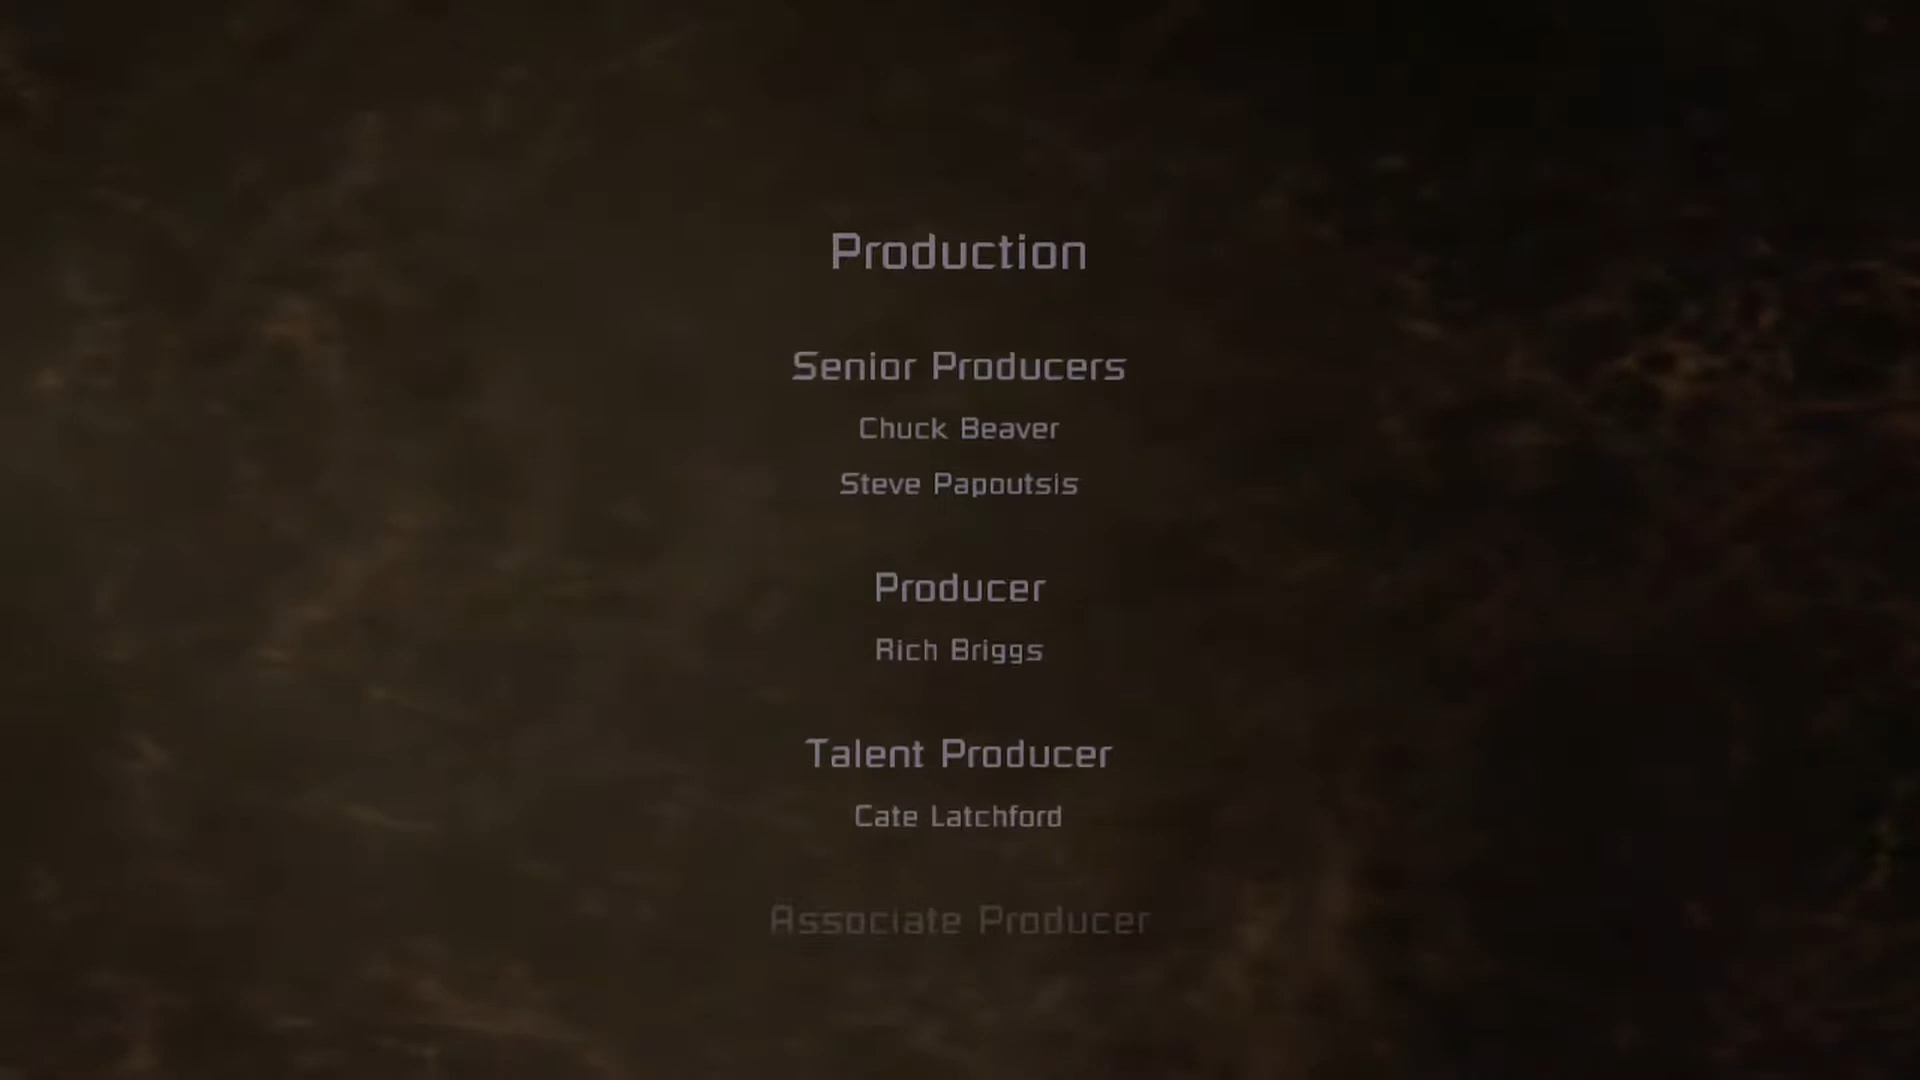 Production
Senior Producers
Chuck Beaver
Steve Papoutsis
Producer
Rich Briggs
Talent Producer
Cate Latchford
Associate Producer